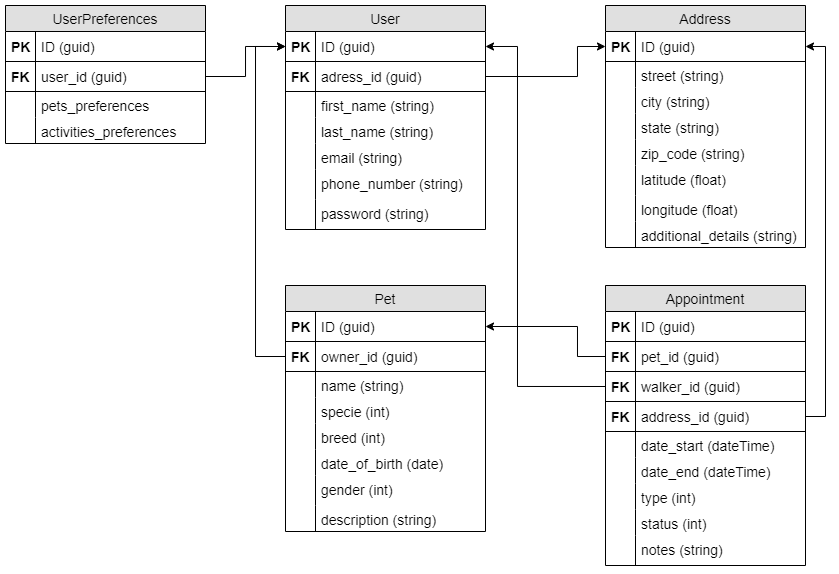 UserPreferences
PK ID (guid)
FK user_id (guid)
pets_preferences
activities_preferences
User
PK ID (guid)
FK adress_id (guid)
first_name (string)
last_name (string)
email (string)
phone_number (string)
password (string)
Address
PK ID (guid)
street (string)
city (string)
state (string)
zip_code (string)
latitude (float)
longitude (float)
additional_details (string)
Pet
PK ID (guid)
FK owner_id (guid)
name (string)
specie (int)
breed (int)
date_of_birth (date)
gender (int)
description (string)
Appointment
PK ID (guid)
FK pet_id (guid)
FK walker_id (guid)
FK address_id (guid)
date_start (dateTime)
date_end (dateTime)
type (int)
status (int)
notes (string)